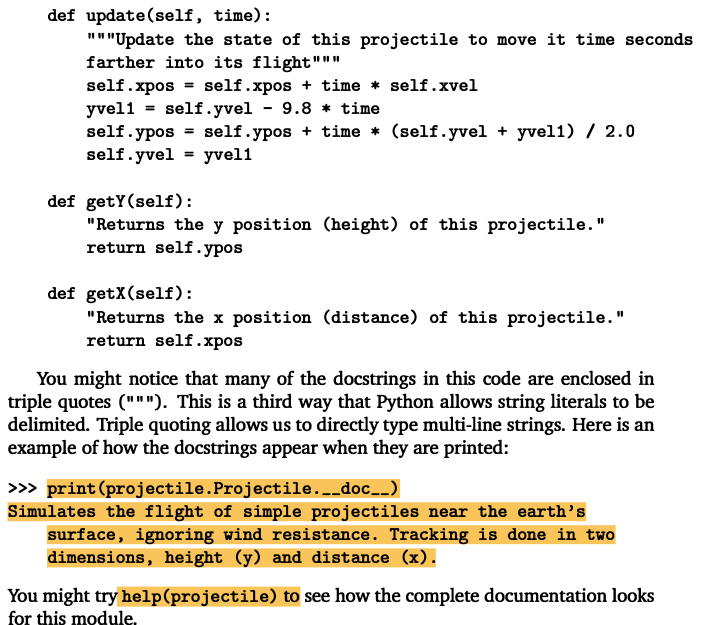 def update(self, time):
    """Update the state of this projectile to move it time seconds
    farther into its flight"""
    self.xpos = self.xpos + time * self.xvel
    yvel1 = self.yvel - 9.8 * time
    self.ypos = self.ypos + time * (self.yvel + yvel1) / 2.0
    self.yvel = yvel1

def getY(self):
    "Returns the y position (height) of this projectile."
    return self.ypos

def getX(self):
    "Returns the x position (distance) of this projectile."
    return self.xpos

You might notice that many of the docstrings in this code are enclosed in
triple quotes ("""). This is a third way that Python allows string literals to be
delimited. Triple quoting allows us to directly type multi-line strings. Here is an
example of how the docstrings appear when they are printed:

>>> print(projectile.Projectile.__doc__)
Simulates the flight of simple projectiles near the earth's
    surface, ignoring wind resistance. Tracking is done in two
    dimensions, height (y) and distance (x).

You might try help(projectile) to see how the complete documentation looks
for this module.